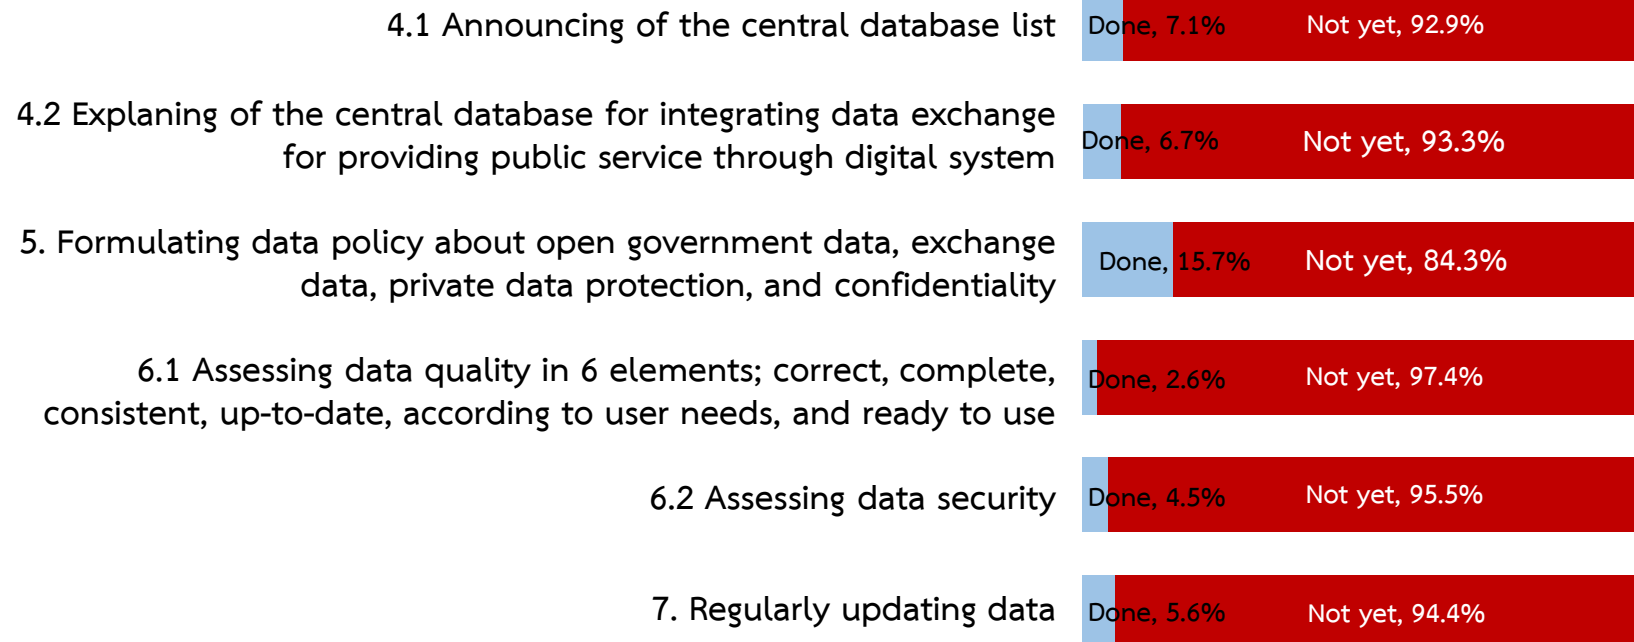 4.1 Announcing of the central database list
Done, 7.1%
Not yet, 92.9%
4.2 Explaning of the central database for integrating data exchange
for providing public service through digital system
Done, 6.7%
Not yet, 93.3%
5. Formulating data policy about open government data, exchange
data, private data protection, and confidentiality
Done, 15.7%
Not yet, 84.3%
6.1 Assessing data quality in 6 elements; correct, complete,
consistent, up-to-date, according to user needs, and ready to use
Done, 2.6%
Not yet, 97.4%
6.2 Assessing data security
Done, 4.5%
Not yet, 95.5%
7. Regularly updating data
Done, 5.6%
Not yet, 94.4%